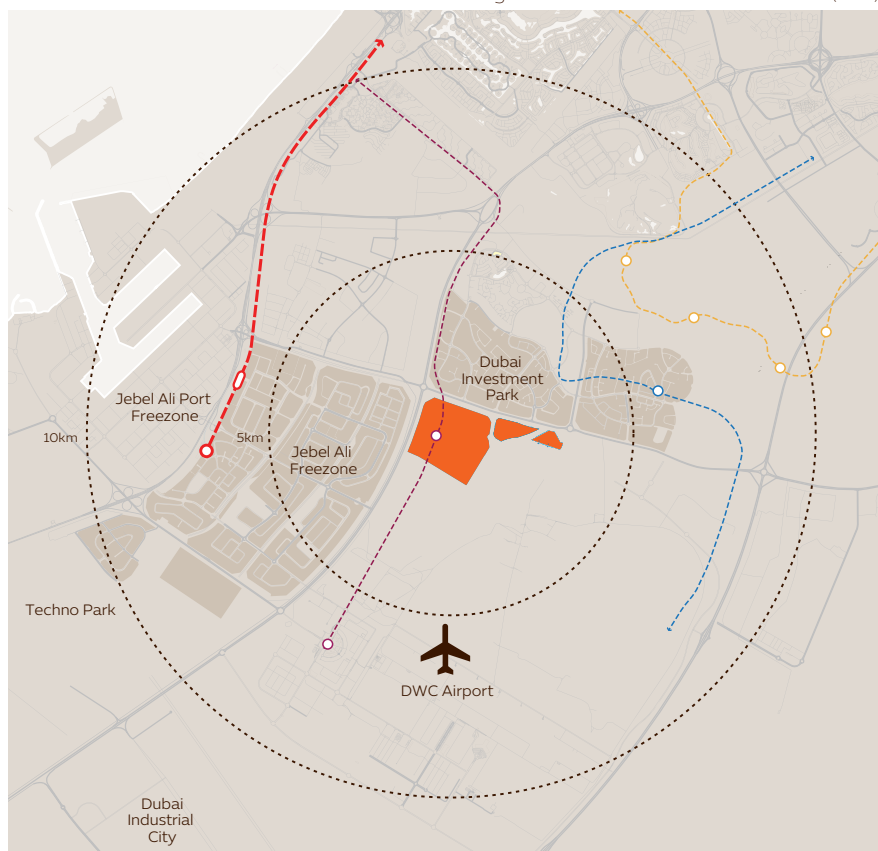 Dubai
Investment
Park
Jebel Ali Port
Freezone
10km
5km
Jebel Ali
Freezone
Techno Park
DWC Airport
Dubai
Industrial
City